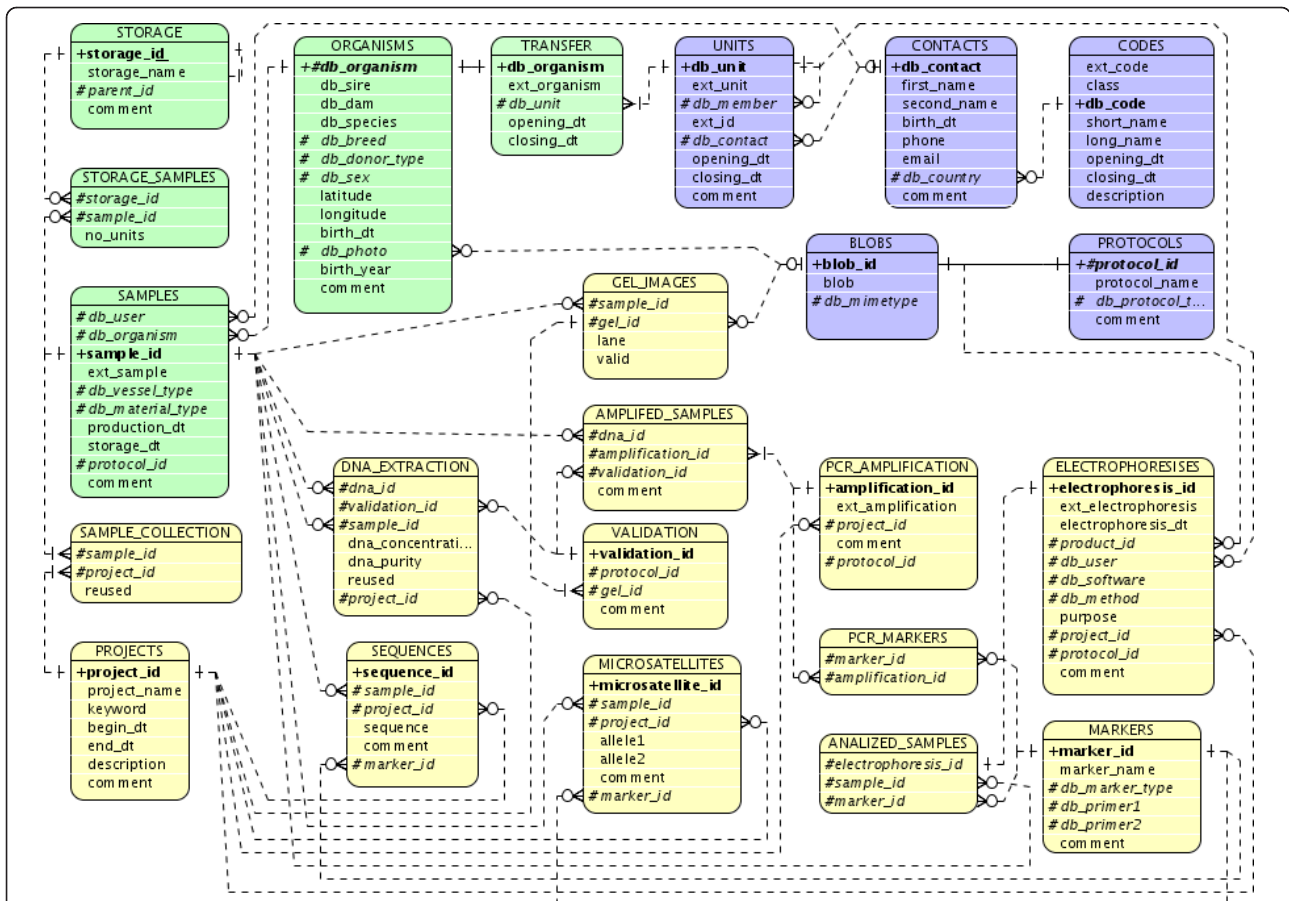 STORAGE
+storage_id
storage_name
#parent_id
comment
ORGANISMS
+#db_organism
db_sire
db_dam
db_species
# db_breed
# db_donor_type
# db_sex
latitude
longitude
birth_dt
# db_photo
birth_year
comment
TRANSFER
+db_organism
ext_organism
# db_unit
opening_dt
closing_dt
UNITS
+db_unit
ext_unit
# db_member
ext_id
# db_contact
opening_dt
closing_dt
comment
CONTACTS
+db_contact
first_name
second_name
birth_dt
phone
email
# db_country
comment
CODES
ext_code
class
+db_code
short_name
long_name
opening_dt
closing_dt
description
STORAGE_SAMPLES
#storage_id
#sample_id
no_units
BLOBS
+blob_id
blob
# db_mimetype
PROTOCOLS
+#protocol_id
protocol_name
# db_protocol_t...
comment
SAMPLES
# db_user
# db_organism
+sample_id
ext_sample
# db_vessel_type
# db_material_type
production_dt
storage_dt
#protocol_id
comment
GEL_IMAGES
#sample_id
#gel_id
lane
valid
AMPLIFED_SAMPLES
#dna_id
#amplification_id
#validation_id
comment
DNA_EXTRACTION
#dna_id
#validation_id
#sample_id
dna_concentrati...
dna_purity
reused
#project_id
PCR_AMPLIFICATION
+amplification_id
ext_amplification
# project_id
comment
# protocol_id
ELECTROPHORESISES
+electrophoresis_id
ext_electrophoresis
electrophoresis_dt
# product_id
# db_user
# db_software
# db_method
purpose
# project_id
# protocol_id
comment
SAMPLE_COLLECTION
#sample_id
#project_id
reused
VALIDATION
+validation_id
#protocol_id
#gel_id
comment
PROJECTS
+project_id
project_name
keyword
begin_dt
end_dt
description
comment
SEQUENCES
+sequence_id
# sample_id
# project_id
sequence
comment
# marker_id
MICROSATELLITES
+microsatellite_id
# sample_id
# project_id
allele1
allele2
comment
# marker_id
PCR_MARKERS
#marker_id
#amplification_id
ANALIZED_SAMPLES
#electrophoresis_id
#sample_id
#marker_id
MARKERS
+marker_id
marker_name
# db_marker_type
# db_primer1
# db_primer2
comment